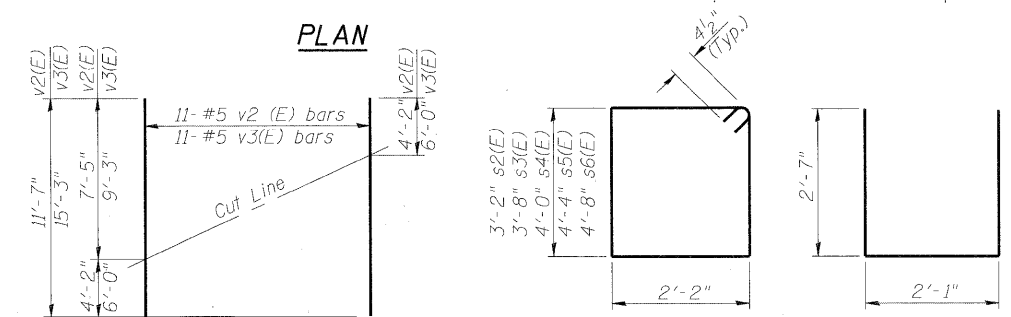 PLAN
v2(E)
v3(E)
v2(E)
v3(E)
11-#5 v2 (E) bars
11-#5 v3(E) bars
4'-2" v2(E)
6'-0" v3(E)
11'-7"
15'-3"
7'-5"
9'-3"
4'-2"
6'-0"
Cut Line
4½"
(Typ.)
3'-2" s2(E)
3'-8" s3(E)
4'-0" s4(E)
4'-4" s5(E)
4'-8" s6(E)
2'-2"
2'-7"
2'-1"